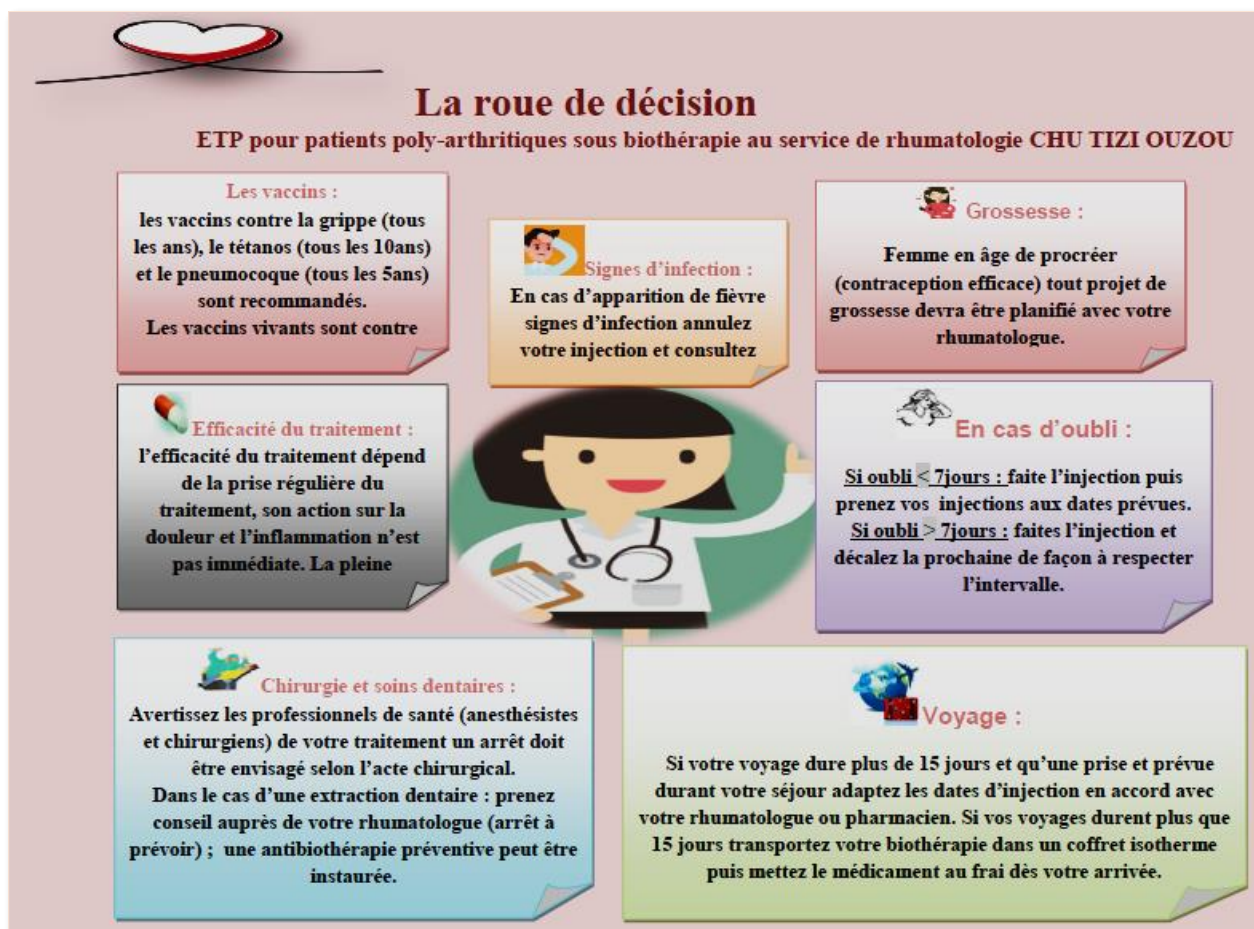 La roue de décision
ETP pour patients poly-arthritiques sous biothérapie au service de rhumatologie CHU TIZI OUZOU
Les vaccins :
les vaccins contre la grippe (tous
les ans), le tétanos (tous les 10ans)
et le pneumocoque (tous les 5ans)
sont recommandés.
Les vaccins vivants sont contre
Signes d’infection :
En cas d’apparition de fièvre
signes d’infection annulez
votre injection et consultez
Grossesse :
Femme en âge de procréer
(contraception efficace) tout projet de
grossesse devra être planifié avec votre
rhumatologue.
Efficacité du traitement :
l’efficacité du traitement dépend
de la prise régulière du
traitement, son action sur la
douleur et l’inflammation n’est
pas immédiate. La pleine
En cas d’oubli :
Si oubli < 7jours : faite l’injection puis
prenez vos injections aux dates prévues.
Si oubli > 7jours : faites l’injection et
décalez la prochaine de façon à respecter
l’intervalle.
Chirurgie et soins dentaires :
Avertissez les professionnels de santé (anesthésistes
et chirurgiens) de votre traitement un arrêt doit
être envisagé selon l’acte chirurgical.
Dans le cas d’une extraction dentaire : prenez
conseil auprès de votre rhumatologue (arrêt à
prévoir) ; une antibiothérapie préventive peut être
instaurée.
Voyage :
Si votre voyage dure plus de 15 jours et qu’une prise et prévue
durant votre séjour adaptez les dates d’injection en accord avec
votre rhumatologue ou pharmacien. Si vos voyages durent plus que
15 jours transportez votre biothérapie dans un coffret isotherme
puis mettez le médicament au frai dès votre arrivée.